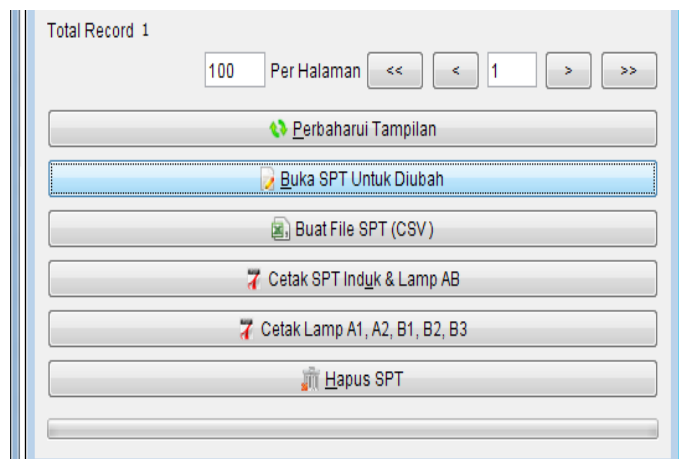 Total Record 1
100 Per Halaman << < 1 > >>
Perbaharui Tampilan
Buka SPT Untuk Diubah
Buat File SPT (CSV)
Cetak SPT Induk & Lamp AB
Cetak Lamp A1, A2, B1, B2, B3
Hapus SPT